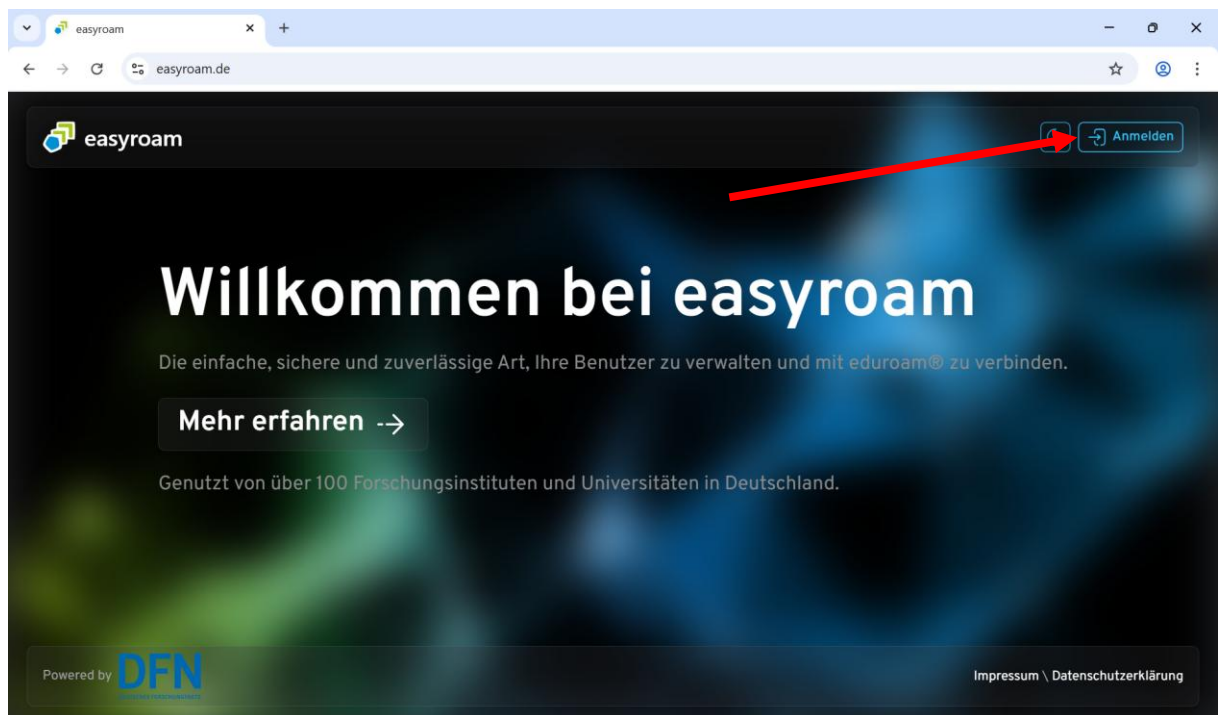 easyroam
easyroam.de
easyroam
Anmelden
Willkommen bei easyroam
Die einfache, sichere und zuverlässige Art, Ihre Benutzer zu verwalten und mit eduroam® zu verbinden.
Mehr erfahren -->
Genutzt von über 100 Forschungsinstituten und Universitäten in Deutschland.
Powered by DFN
Impressum \ Datenschutzerklärung